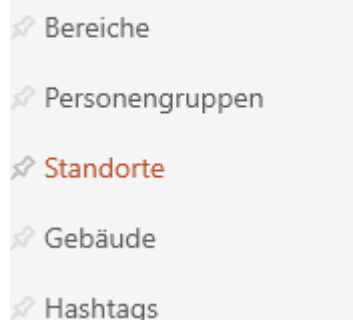 Bereiche
Personengruppen
Standorte
Gebäude
Hashtags